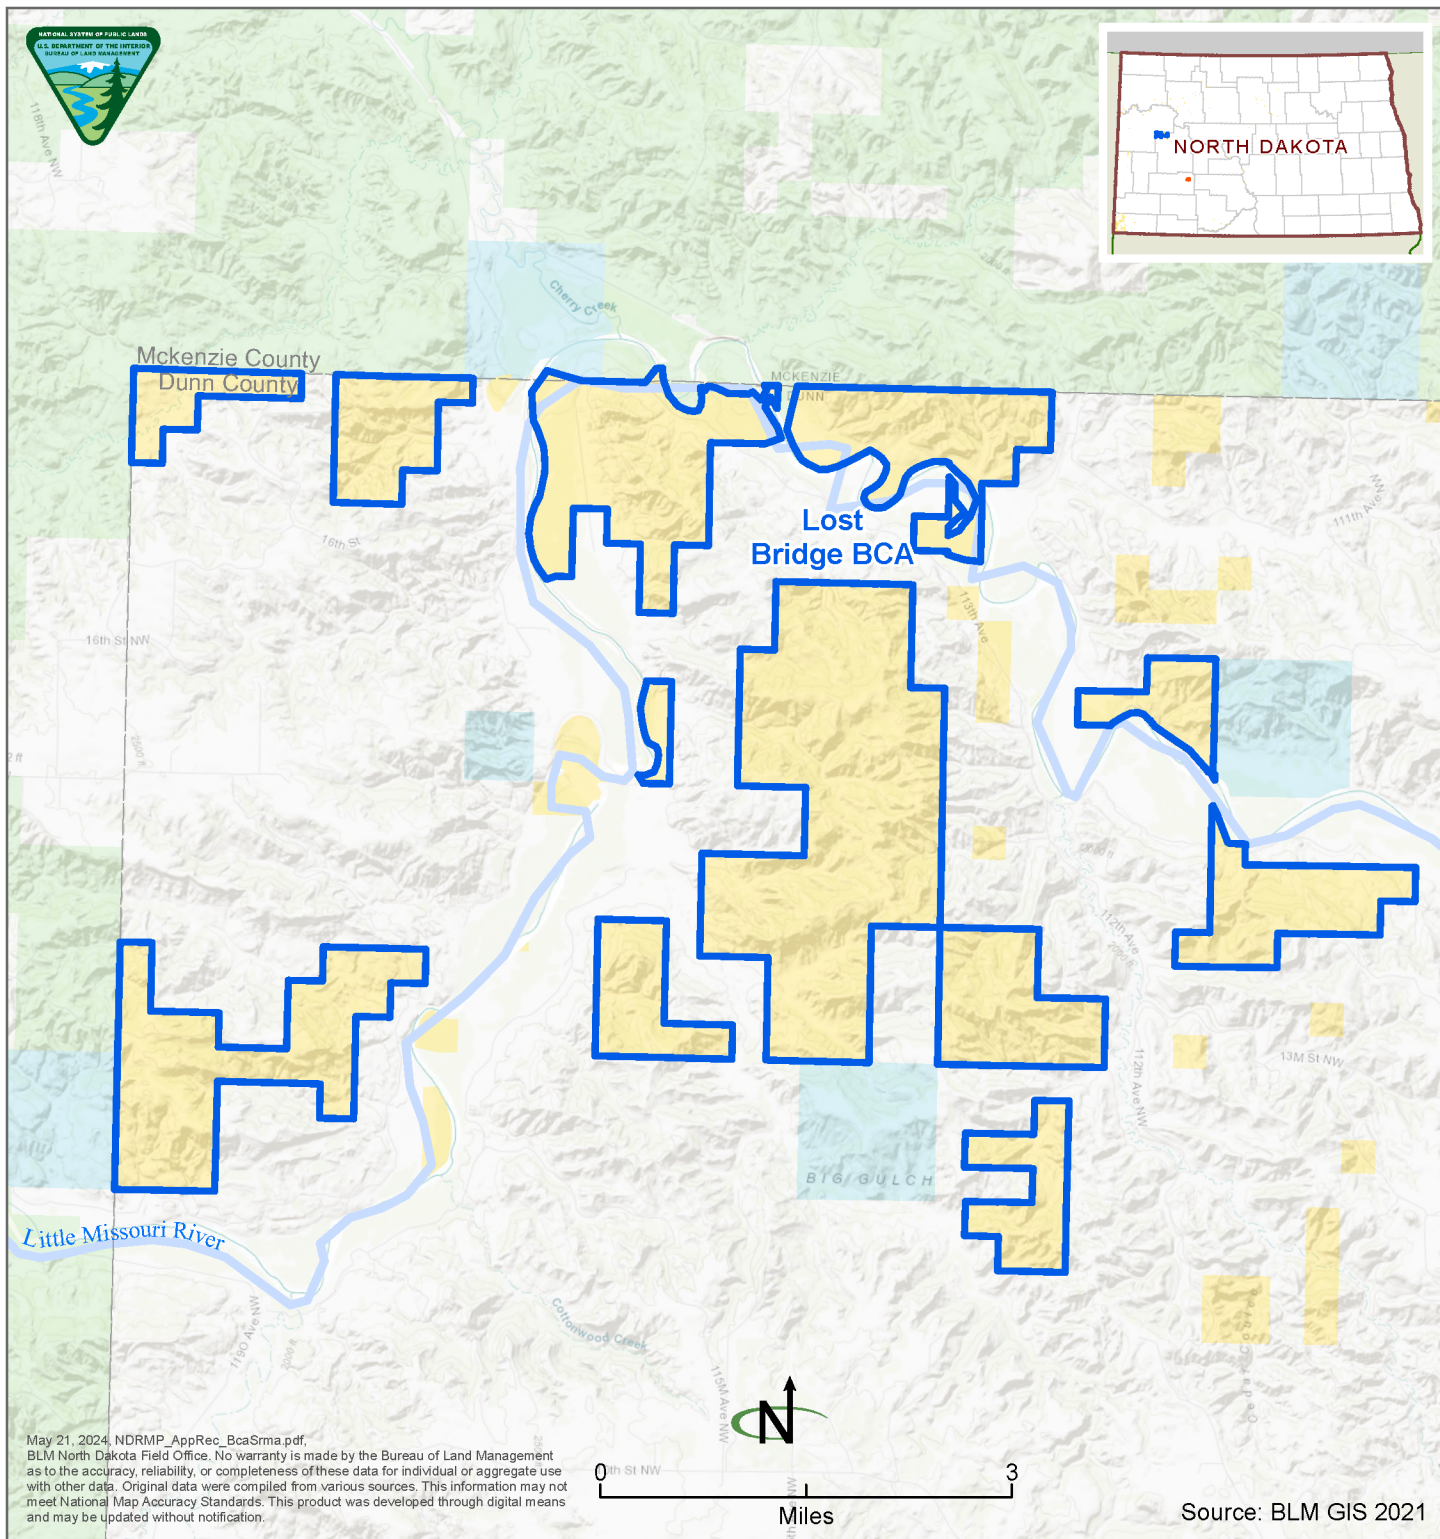 NATIONAL SYSTEM OF PUBLIC LANDS
U.S. DEPARTMENT OF THE INTERIOR
BUREAU OF LAND MANAGEMENT
NORTH DAKOTA
118th Ave NW
Cherry Creek
Mckenzie County
Dunn County
MCKENZIE
DUNN
16th St
111th Ave NW
Lost
Bridge BCA
113th Ave
16th St NW
2500 ft
112th Ave
13M St NW
112th Ave NW
BIG GULCH
Little Missouri River
119O Ave NW
2000 ft
Cottonwood Creek
115M Ave NW
N
May 21, 2024, NDRMP_AppRec_BcaSrma.pdf,
BLM North Dakota Field Office. No warranty is made by the Bureau of Land Management
as to the accuracy, reliability, or completeness of these data for individual or aggregate use
with other data. Original data were compiled from various sources. This information may not
meet National Map Accuracy Standards. This product was developed through digital means
and may be updated without notification.
0 3
Miles
Source: BLM GIS 2021